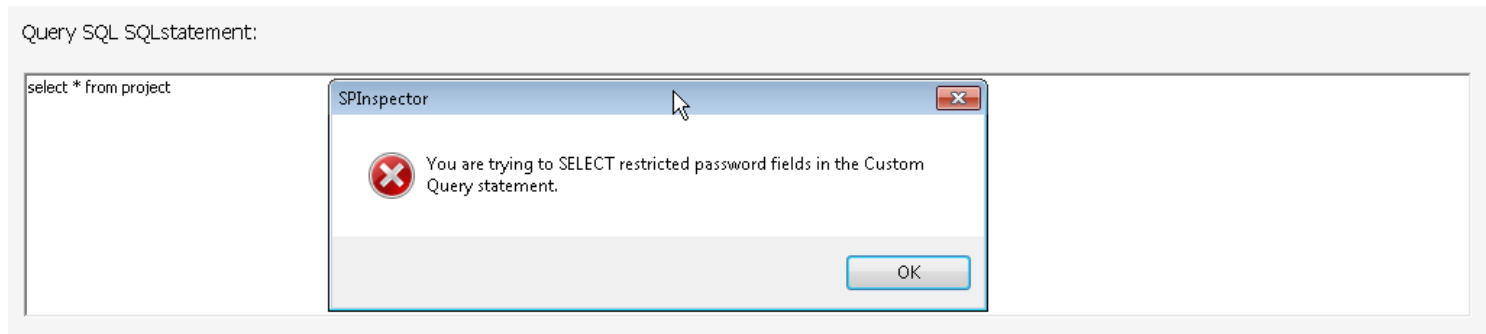 Query SQL SQLstatement:
select * from project
SPInspector
You are trying to SELECT restricted password fields in the Custom
Query statement.
OK